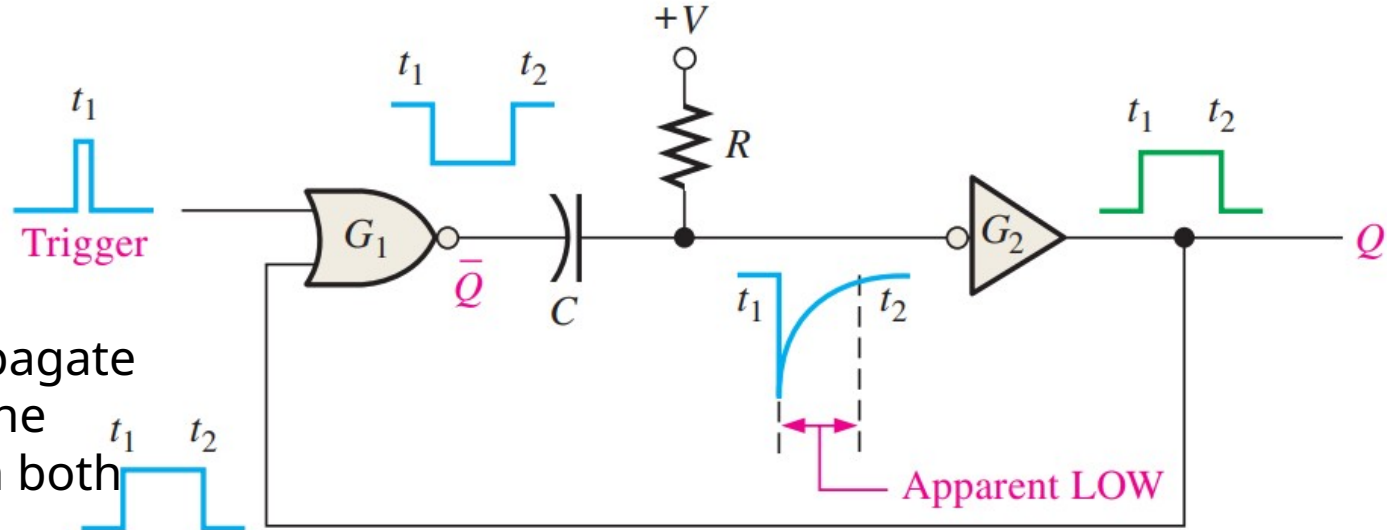 +V
t1 t2
t1
t1 t2
R
G1
G2
Trigger
Q̄
Q
C
t1 t2
pagate
ne
t1 t2
both
Apparent LOW